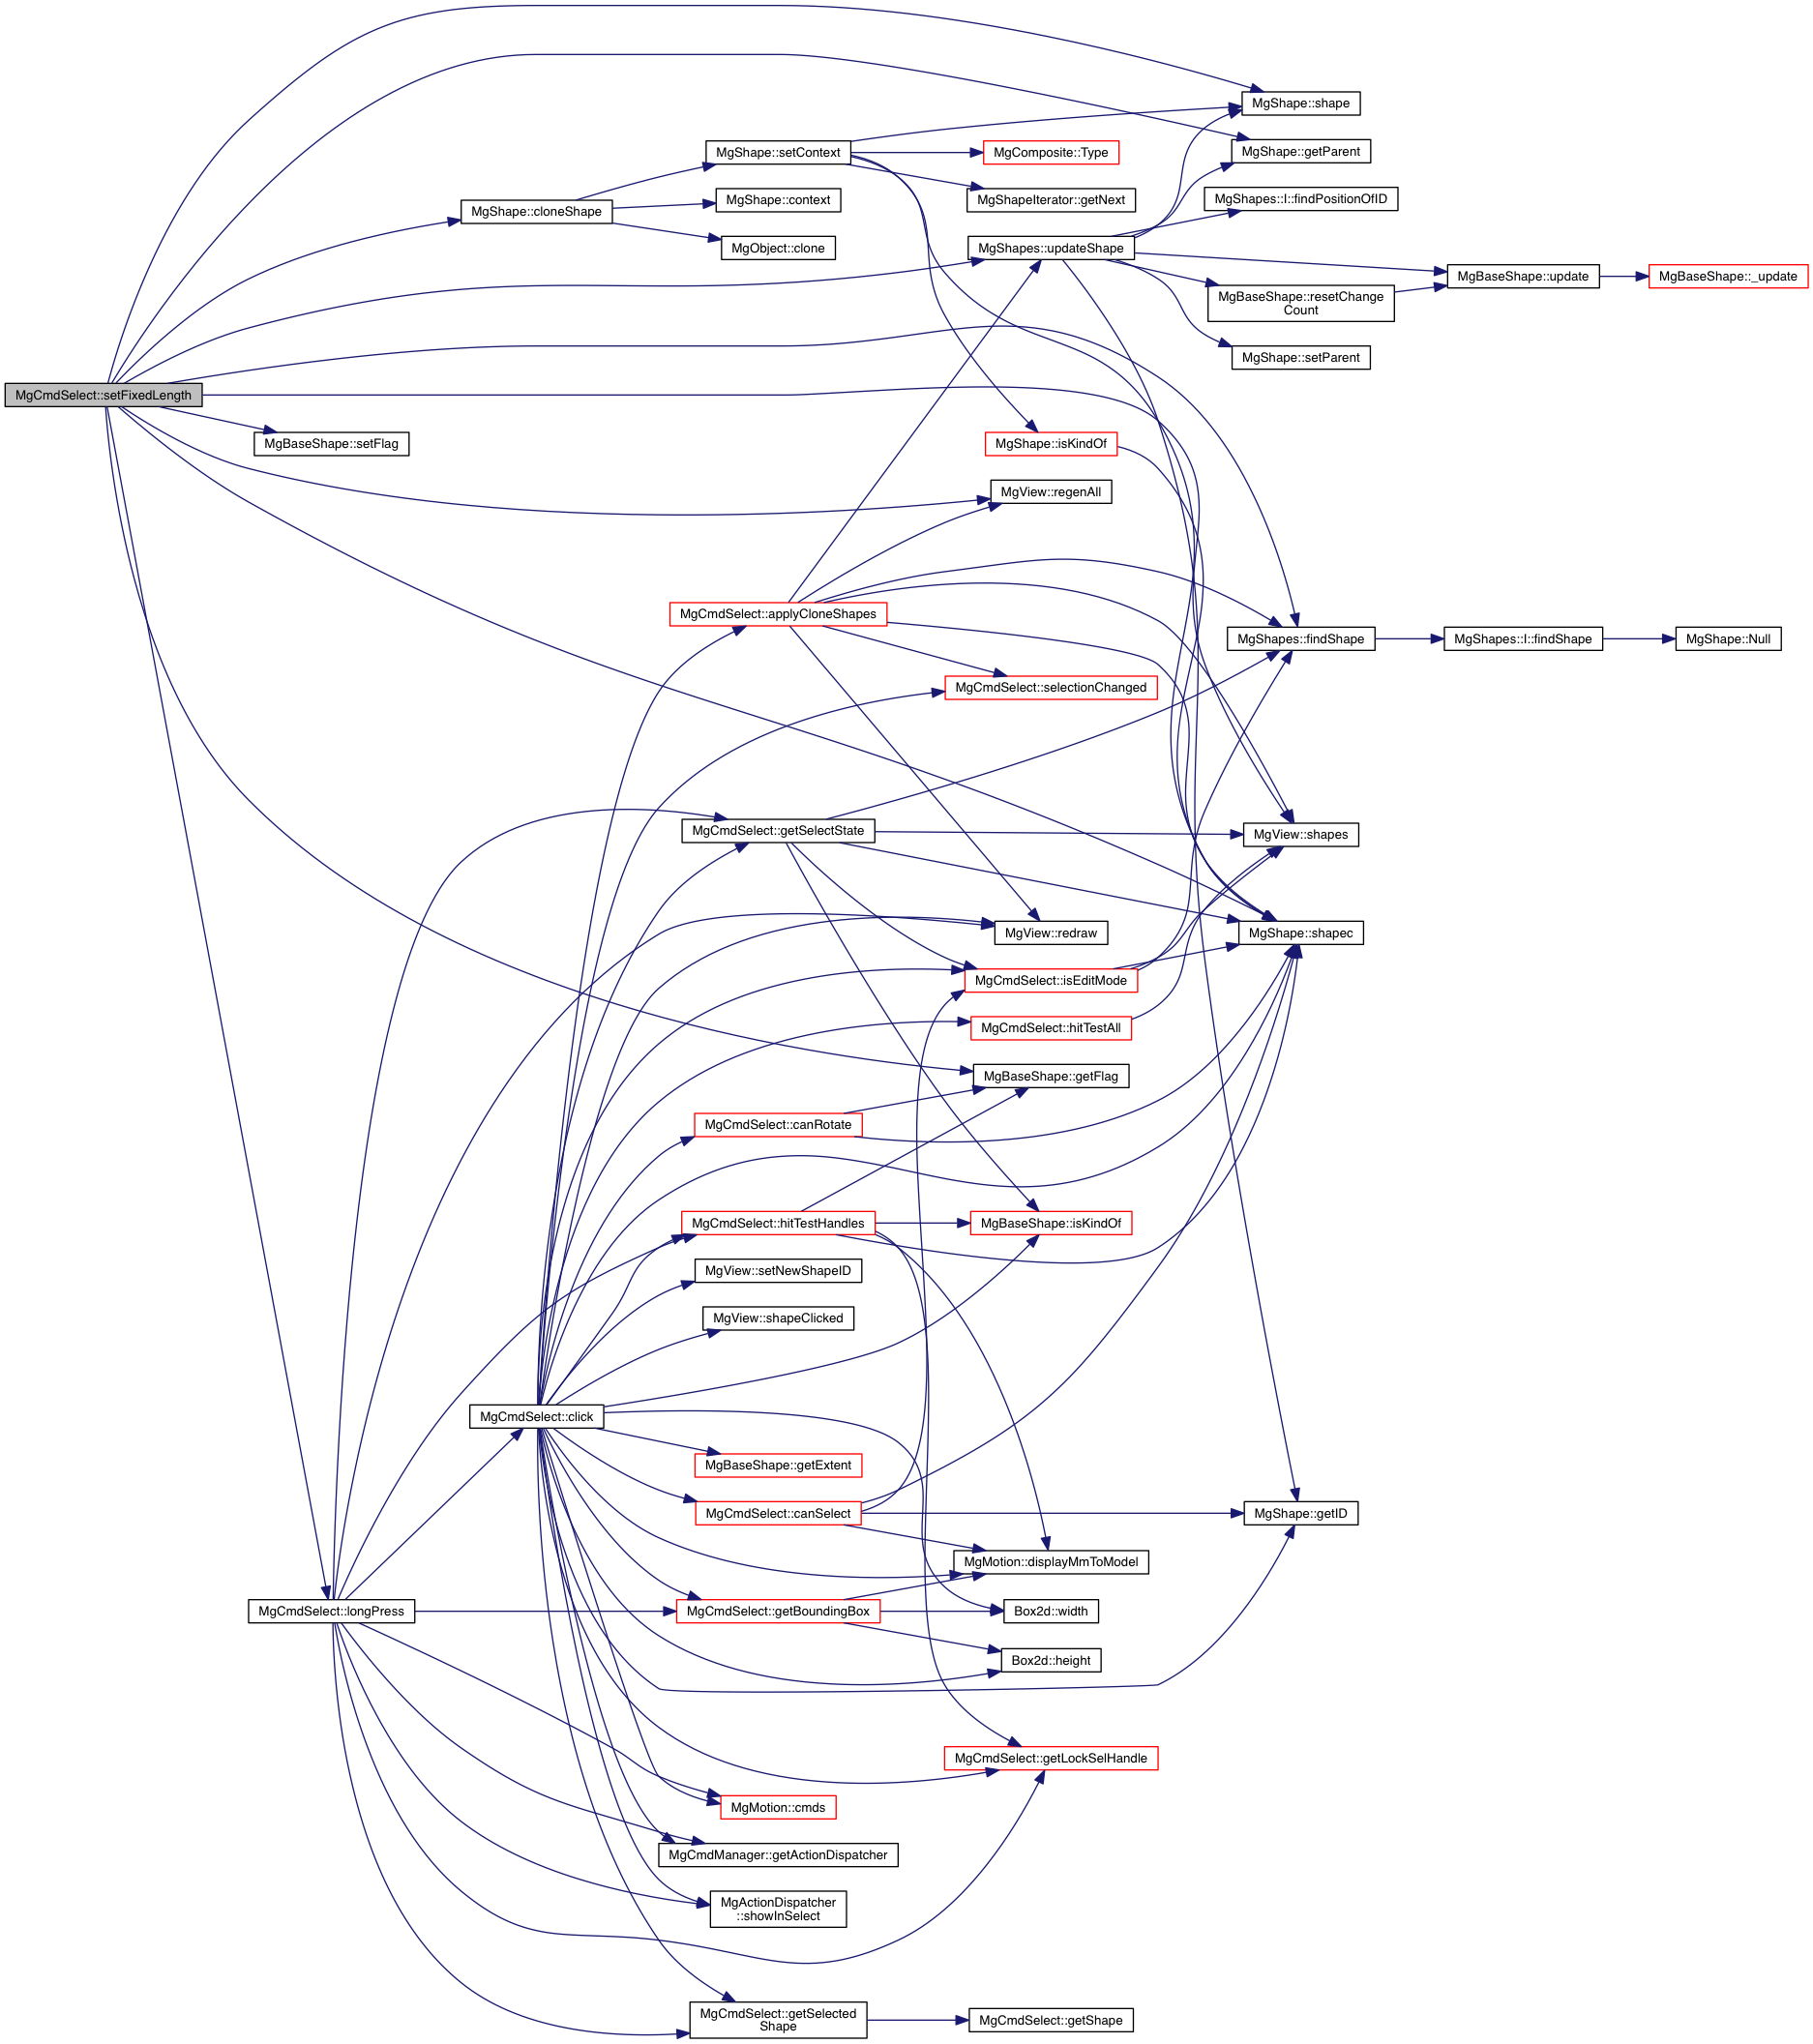 MgShape::shape
MgShape::setContext
MgComposite::Type
MgShape::getParent
MgShape::cloneShape
MgShape::context
MgShapeIterator::getNext
MgShapes::I::findPositionOfID
MgObject::clone
MgShapes::updateShape
MgBaseShape::update
MgBaseShape::_update
MgBaseShape::resetChange
Count
MgShape::setParent
MgCmdSelect::setFixedLength
MgBaseShape::setFlag
MgShape::isKindOf
MgView::regenAll
MgCmdSelect::applyCloneShapes
MgShapes::findShape
MgShapes::I::findShape
MgShape::Null
MgCmdSelect::selectionChanged
MgCmdSelect::getSelectState
MgView::shapes
MgView::redraw
MgShape::shapec
MgCmdSelect::isEditMode
MgCmdSelect::hitTestAll
MgBaseShape::getFlag
MgCmdSelect::canRotate
MgCmdSelect::hitTestHandles
MgBaseShape::isKindOf
MgView::setNewShapeID
MgView::shapeClicked
MgCmdSelect::click
MgBaseShape::getExtent
MgCmdSelect::canSelect
MgShape::getID
MgMotion::displayMmToModel
MgCmdSelect::longPress
MgCmdSelect::getBoundingBox
Box2d::width
Box2d::height
MgCmdSelect::getLockSelHandle
MgMotion::cmds
MgCmdManager::getActionDispatcher
MgActionDispatcher
::showInSelect
MgCmdSelect::getSelected
Shape
MgCmdSelect::getShape